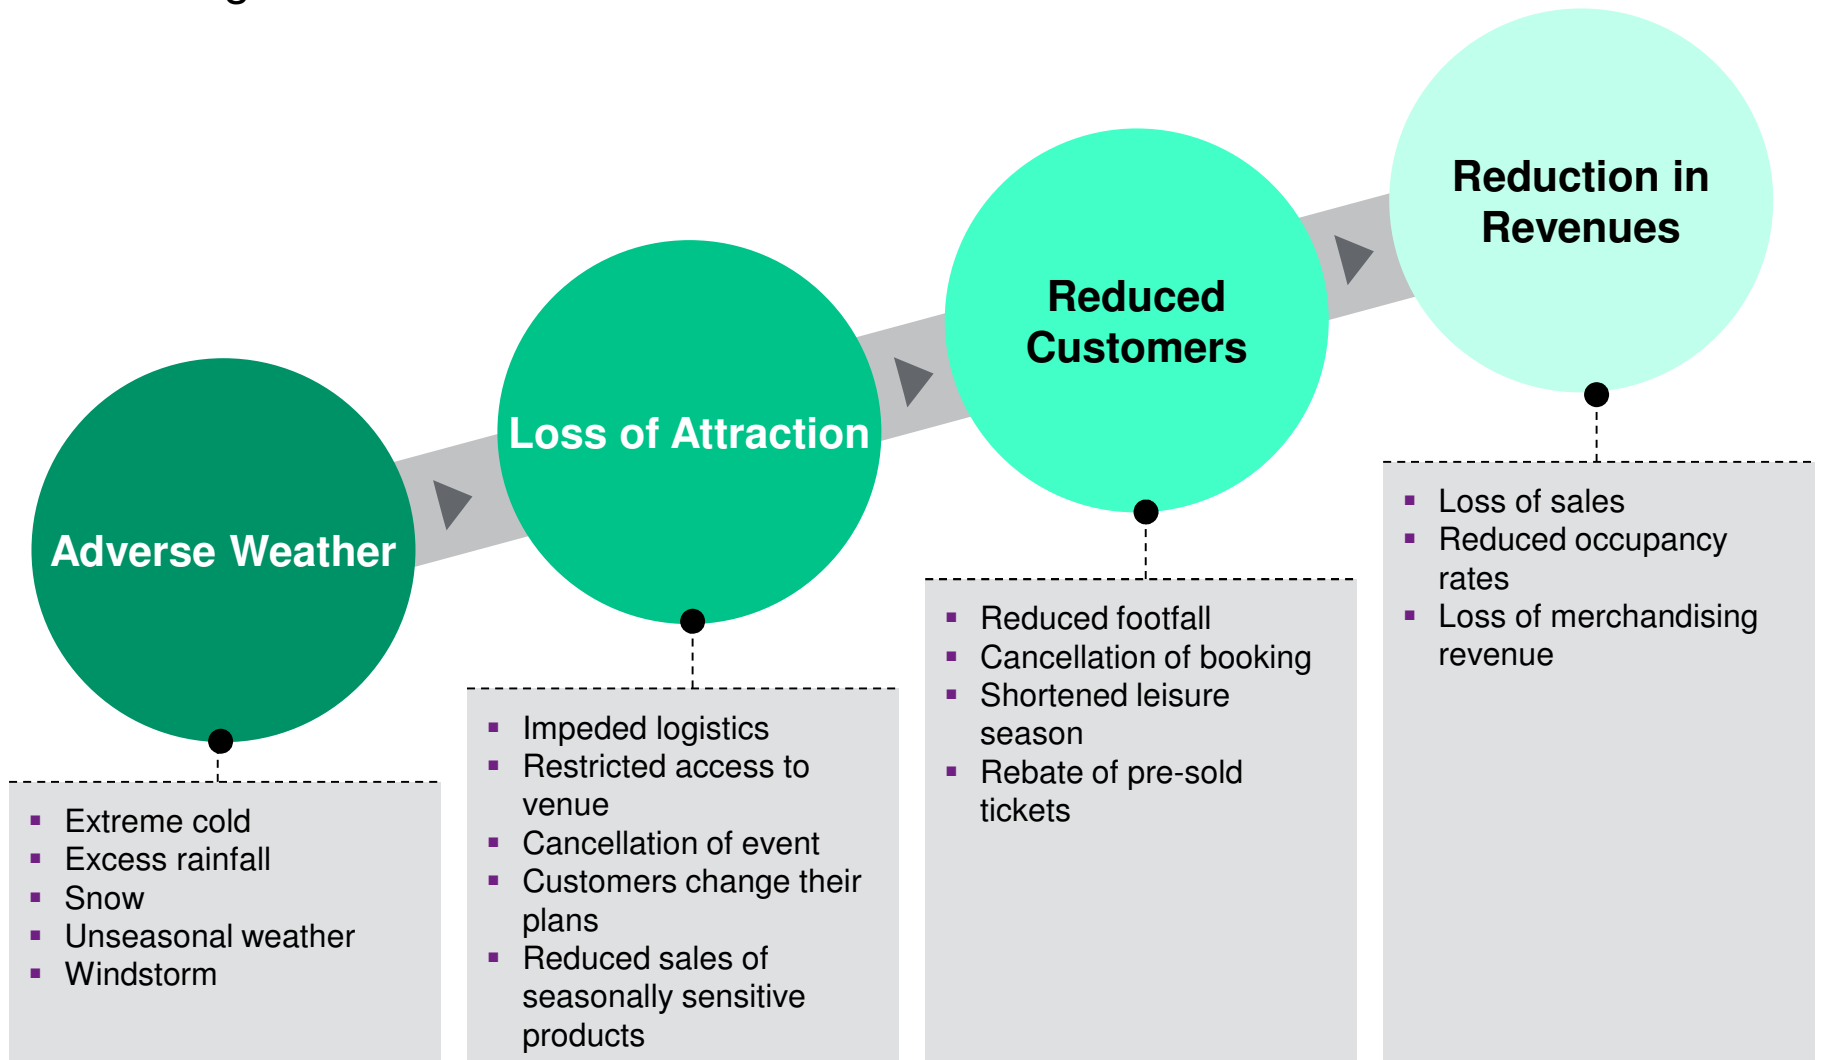 Adverse Weather
Extreme cold
Excess rainfall
Snow
Unseasonal weather
Windstorm
Loss of Attraction
Impeded logistics
Restricted access to
venue
Cancellation of event
Customers change their
plans
Reduced sales of
seasonally sensitive
products
Reduced
Customers
Reduced footfall
Cancellation of booking
Shortened leisure
season
Rebate of pre-sold
tickets
Reduction in
Revenues
Loss of sales
Reduced occupancy
rates
Loss of merchandising
revenue